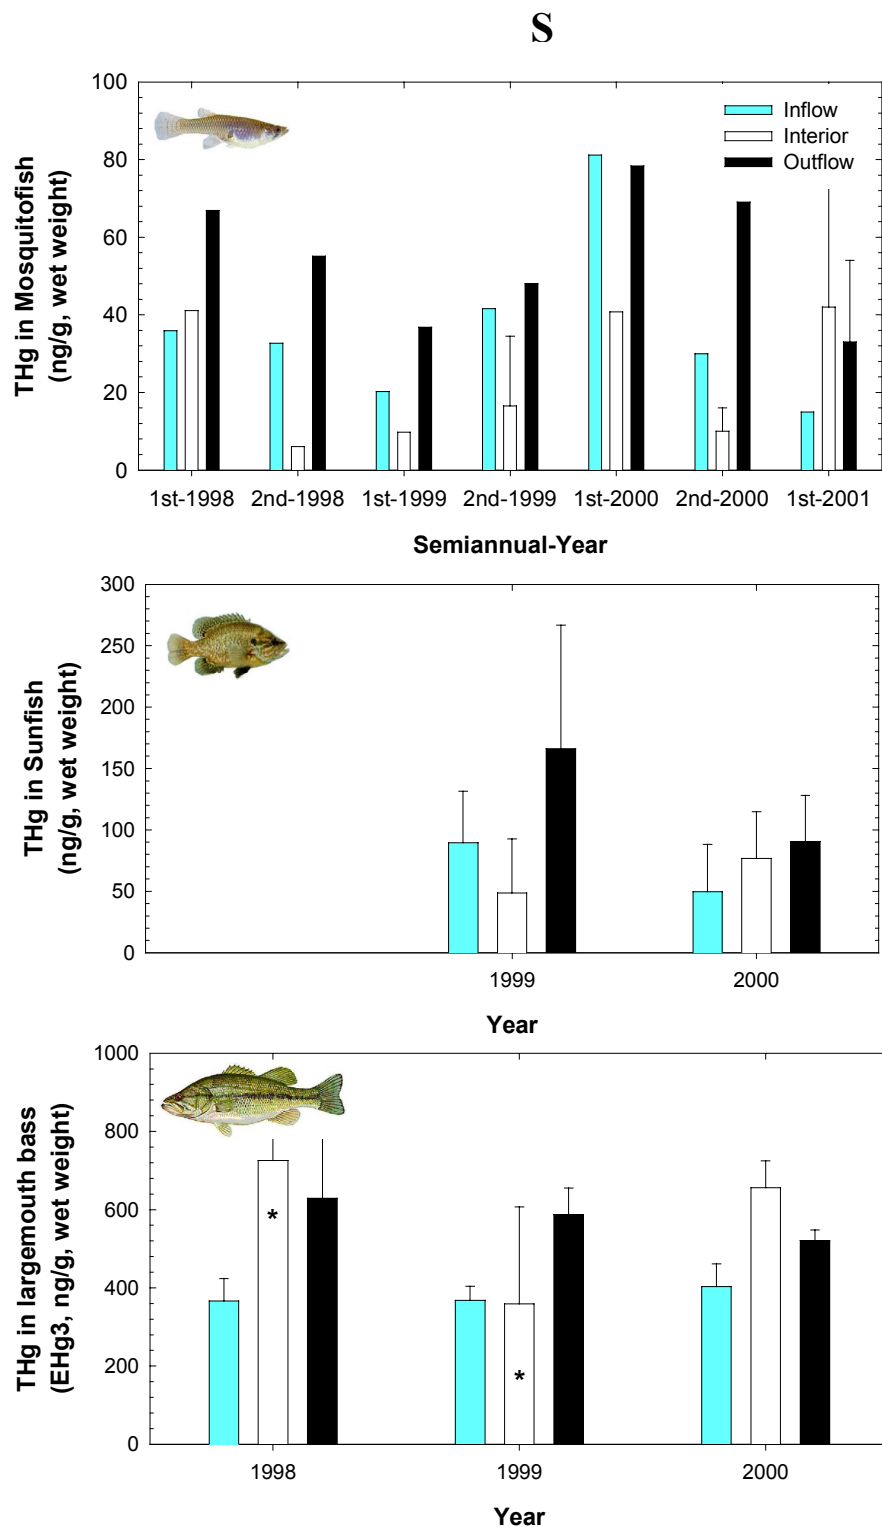 S
100
80
60
40
20
0
THg in Mosquitofish
(ng/g, wet weight)
Inflow
Interior
Outflow
1st-1998 2nd-1998 1st-1999 2nd-1999 1st-2000 2nd-2000 1st-2001
Semiannual-Year
300
250
200
150
100
50
0
THg in Sunfish
(ng/g, wet weight)
1999 2000
Year
1000
800
600
400
200
0
THg in largemouth bass
(EHg3, ng/g, wet weight)
*
*
1998 1999 2000
Year